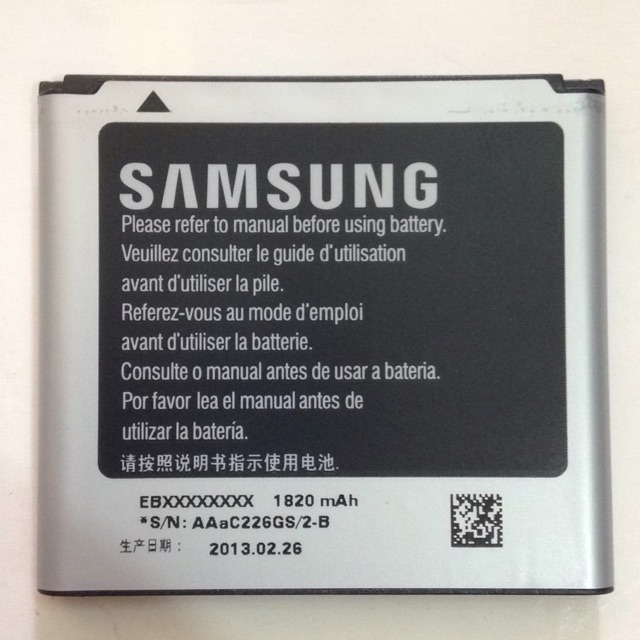 SAMSUNG
Please refer to manual before using battery.
Veuillez consulter le guide d'utilisation
avant d'utiliser la pile.
Referez-vous au mode d'emploi
avant d'utiliser la batterie.
Consulte o manual antes de usar a bateria.
Por favor lea el manual antes de
utilizar la batería.
请按照说明书指示使用电池.
EBXXXXXXXX 1820 mAh
*S/N: AAaC226GS/2-B
生产日期： 2013.02.26